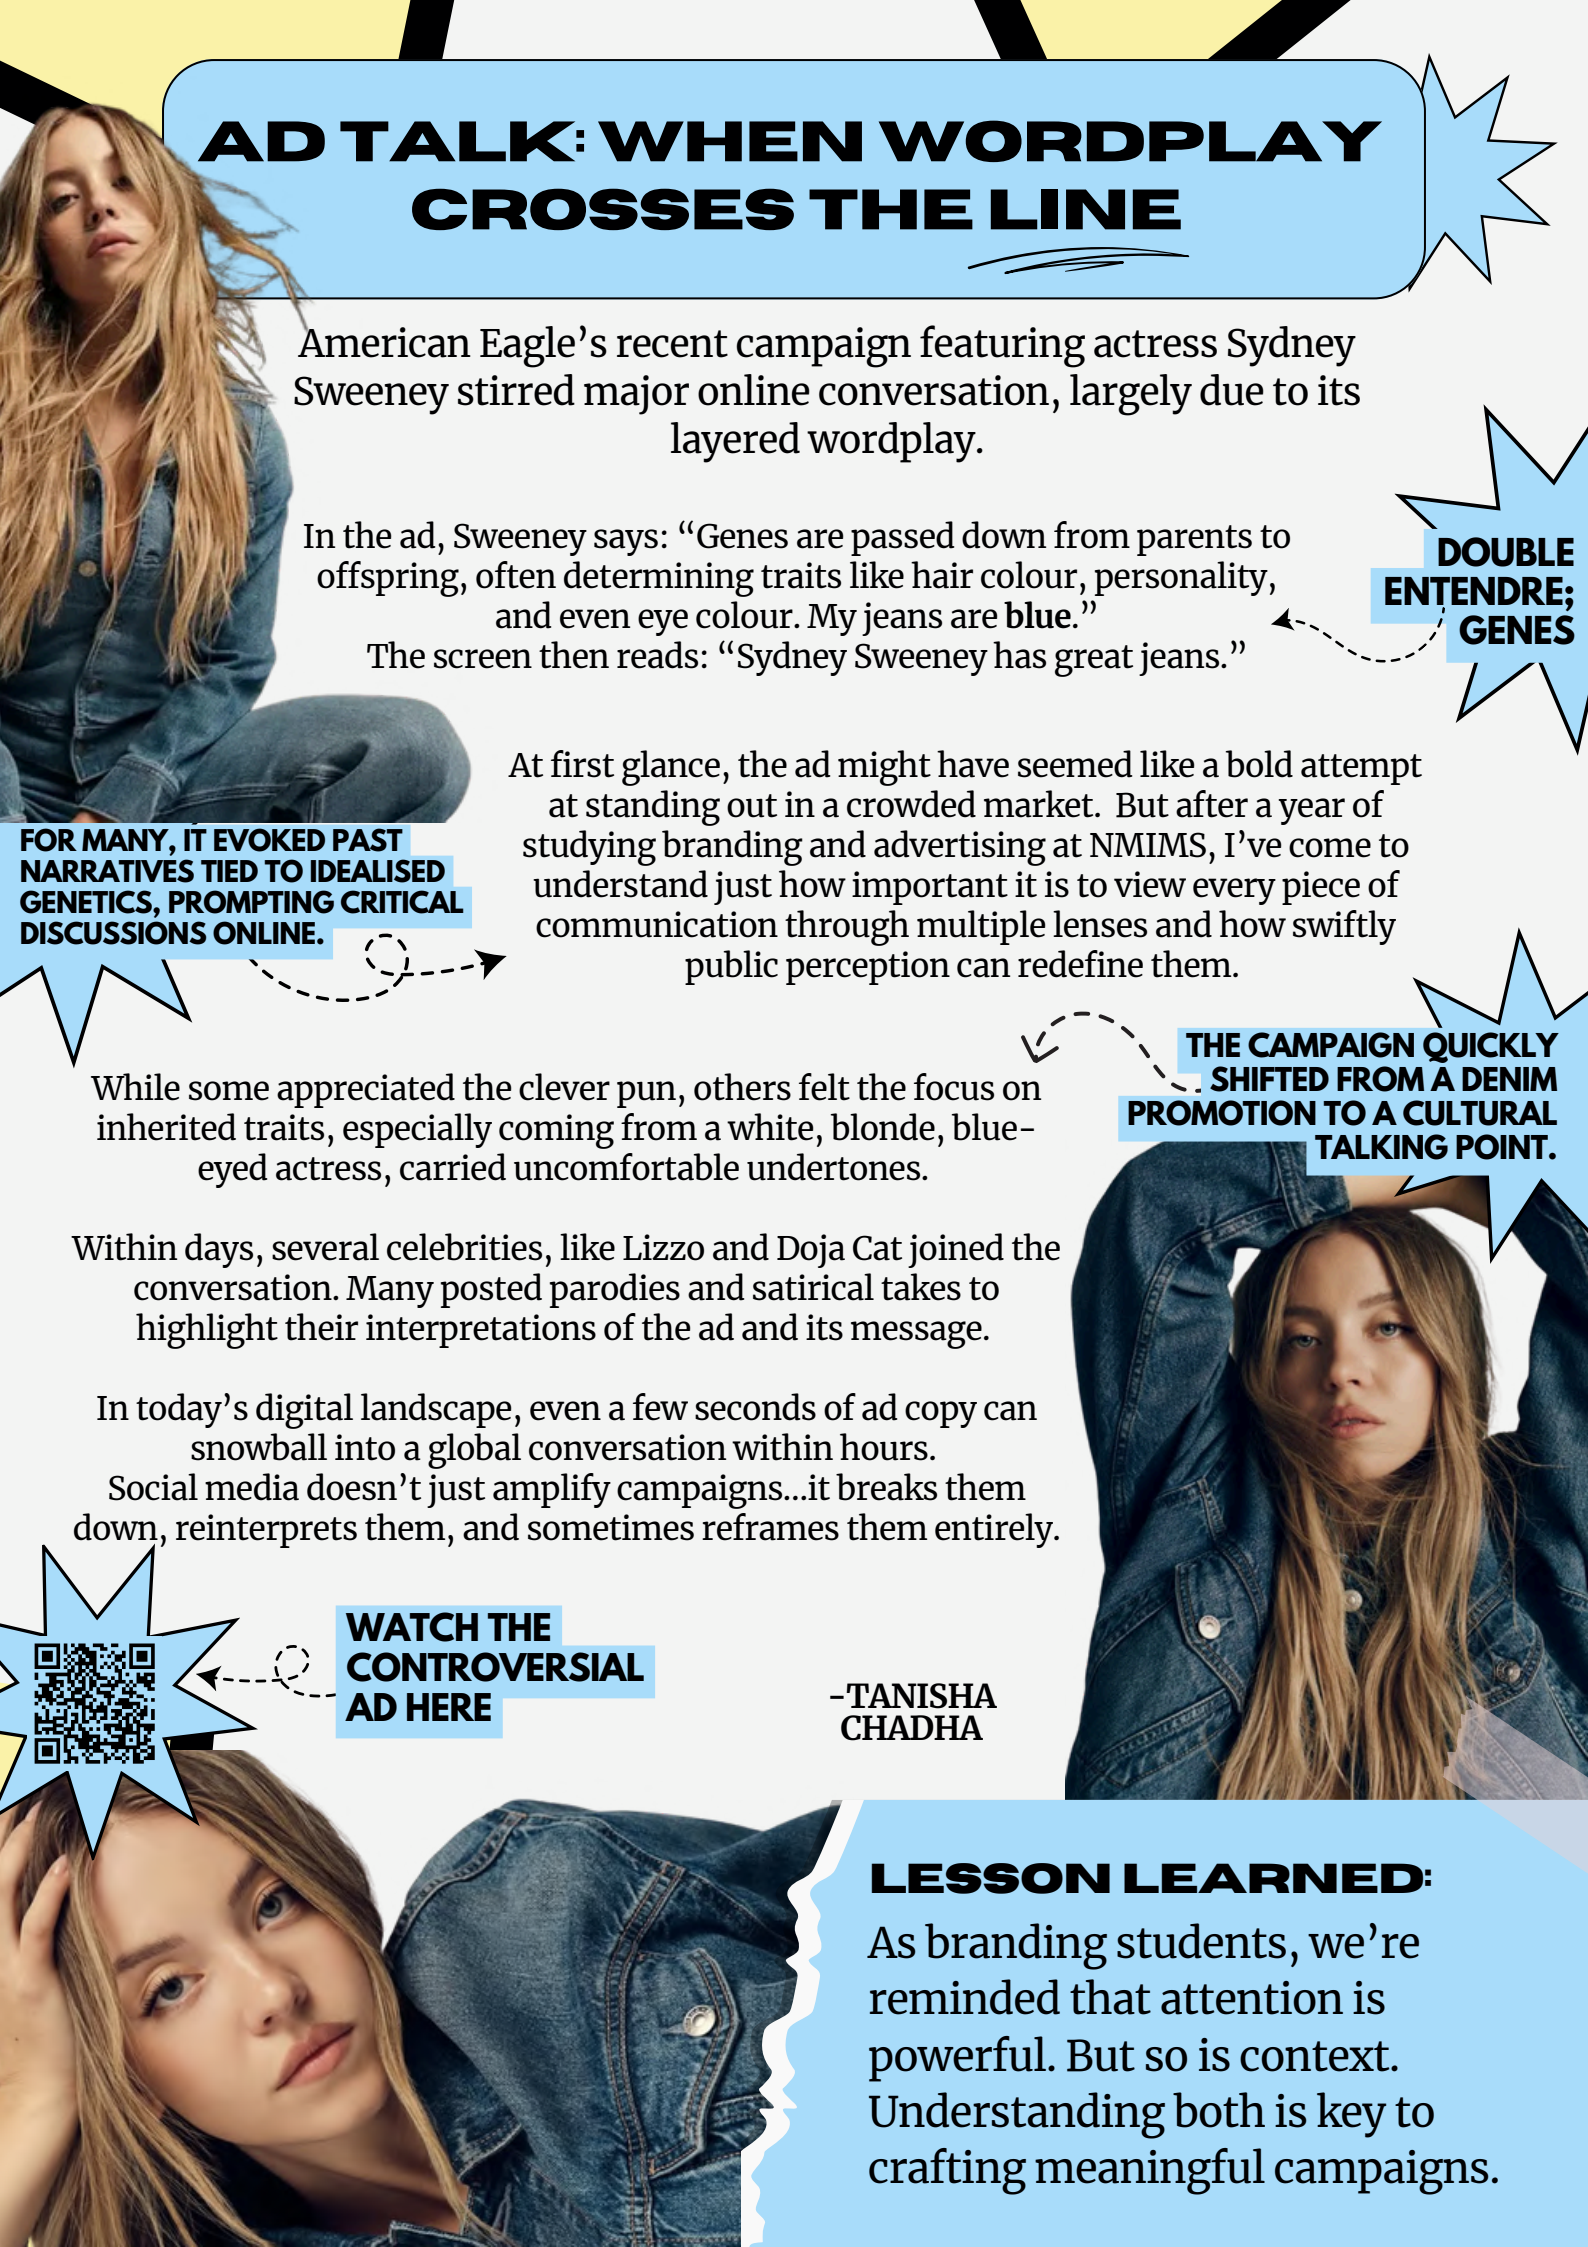 AD TALK: WHEN WORDPLAY
CROSSES THE LINE
American Eagle’s recent campaign featuring actress Sydney
Sweeney stirred major online conversation, largely due to its
layered wordplay.
In the ad, Sweeney says: “Genes are passed down from parents to
offspring, often determining traits like hair colour, personality,
and even eye colour. My jeans are blue.”
The screen then reads: “Sydney Sweeney has great jeans.”
DOUBLE
ENTENDRE;
GENES
At first glance, the ad might have seemed like a bold attempt
at standing out in a crowded market.  But after a year of
studying branding and advertising at NMIMS, I’ve come to
understand just how important it is to view every piece of
communication through multiple lenses and how swiftly
public perception can redefine them.
FOR MANY, IT EVOKED PAST
NARRATIVES TIED TO IDEALISED
GENETICS, PROMPTING CRITICAL
DISCUSSIONS ONLINE.
THE CAMPAIGN QUICKLY
SHIFTED FROM A DENIM
PROMOTION TO A CULTURAL
TALKING POINT.
While some appreciated the clever pun, others felt the focus on
inherited traits, especially coming from a white, blonde, blue-
eyed actress, carried uncomfortable undertones.
Within days, several celebrities, like Lizzo and Doja Cat joined the
conversation. Many posted parodies and satirical takes to
highlight their interpretations of the ad and its message.
In today’s digital landscape, even a few seconds of ad copy can
snowball into a global conversation within hours.
Social media doesn’t just amplify campaigns...it breaks them
down, reinterprets them, and sometimes reframes them entirely.
WATCH THE
CONTROVERSIAL
AD HERE
-TANISHA
CHADHA
LESSON LEARNED:
As branding students, we’re
reminded that attention is
powerful. But so is context.
Understanding both is key to
crafting meaningful campaigns.